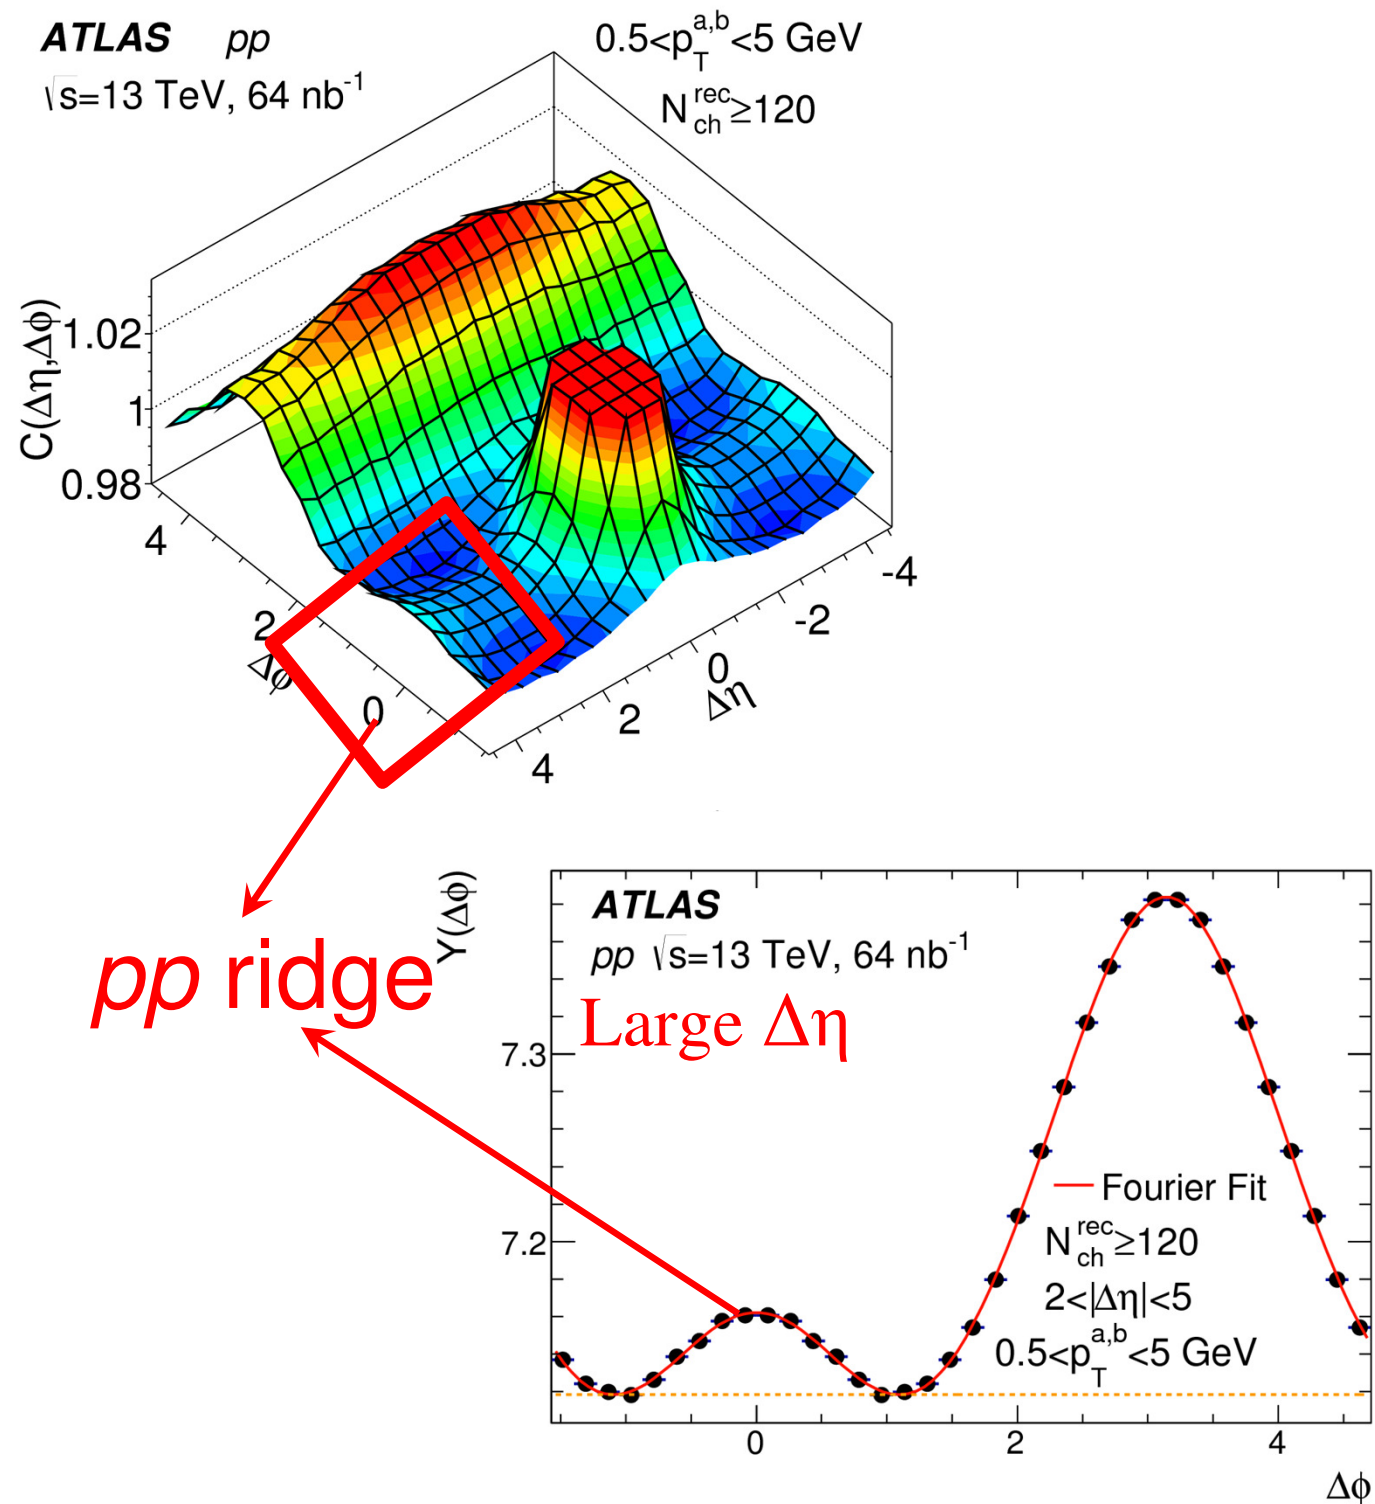 ATLAS pp
√s=13 TeV, 64 nb⁻¹
0.5<p_T^{a,b}<5 GeV
N_ch^rec≥120
C(Δη,Δϕ)
1.02
1
0.98
4
2
Δϕ
0
4
2
0
Δη
-2
-4
pp ridge
Y(Δϕ)
ATLAS
pp √s=13 TeV, 64 nb⁻¹
Large Δη
7.3
7.2
Fourier Fit
N_ch^rec≥120
2<|Δη|<5
0.5<p_T^{a,b}<5 GeV
0
2
4
Δϕ